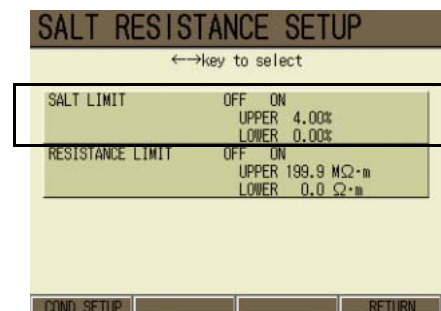 SALT RESISTANCE SETUP
←→key to select
SALT LIMIT OFF ON
UPPER 4.00%
LOWER 0.00%
RESISTANCE LIMIT OFF ON
UPPER 199.9 MΩ·m
LOWER 0.0 Ω·m
COND SETUP RETURN